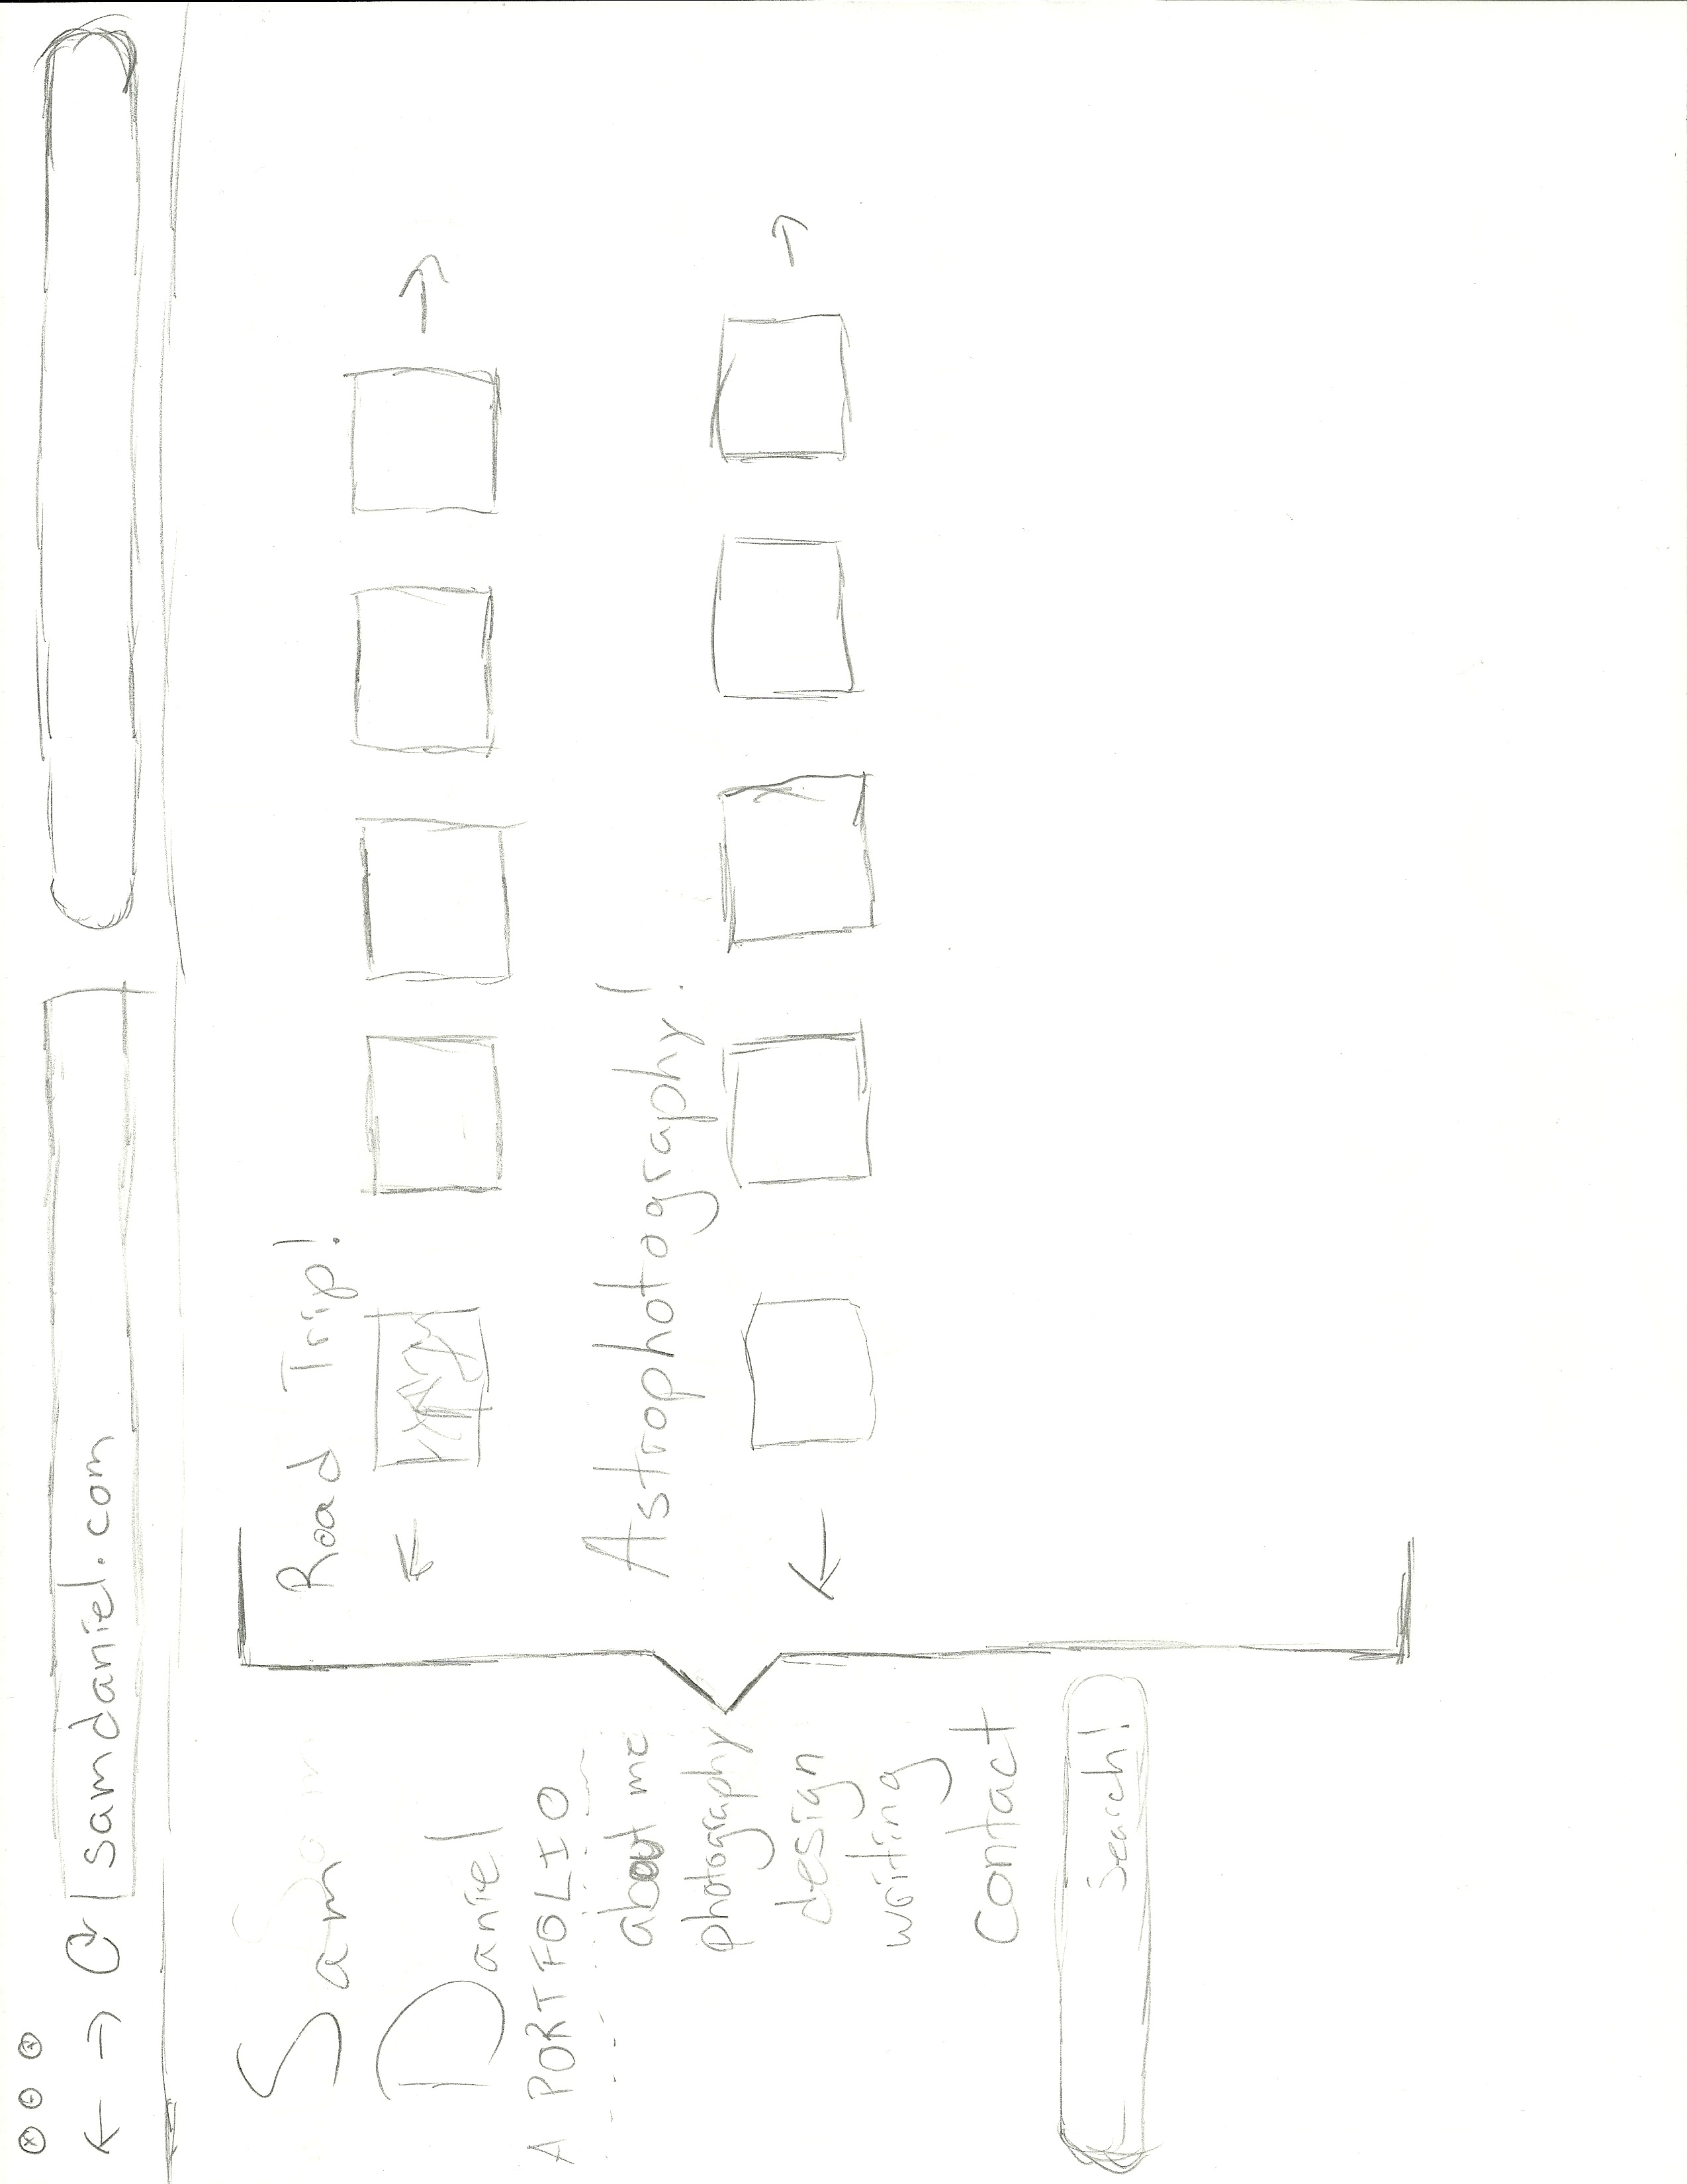 samdaniel.com
Sam
Daniel
A PORTFOLIO
about me
photography
design
writing
Contact
Search!
Road Trip!
Astrophotography!